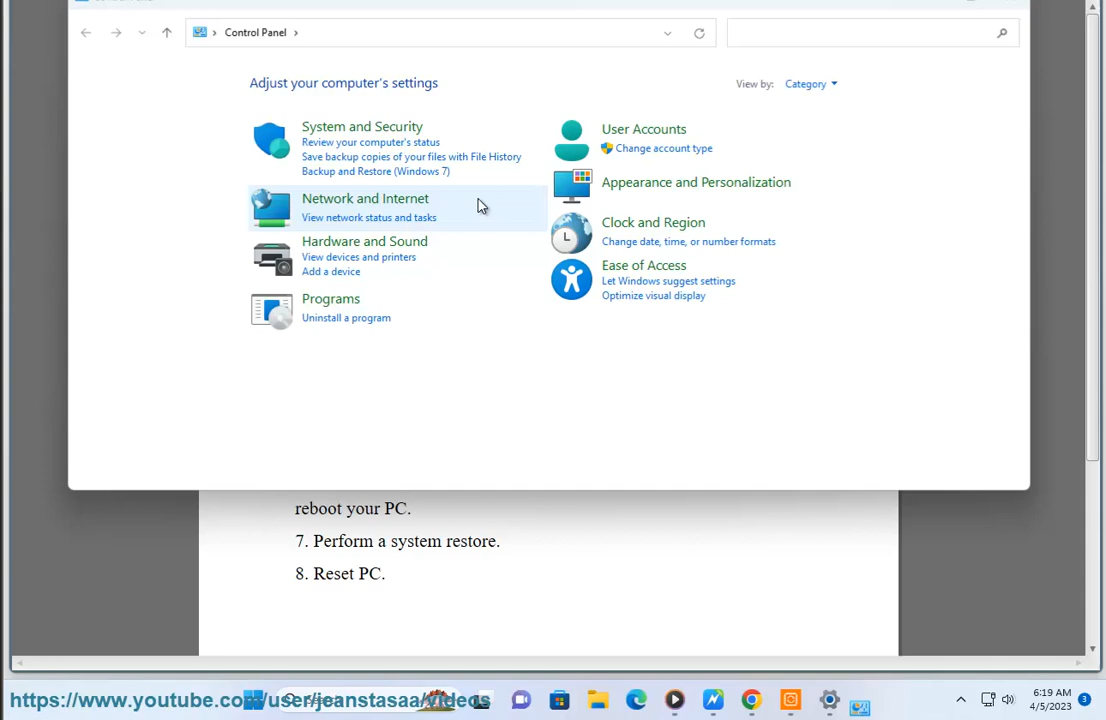 Control Panel
Adjust your computer's settings
View by: Category
System and Security
Review your computer's status
Save backup copies of your files with File History
Backup and Restore (Windows 7)
Network and Internet
View network status and tasks
Hardware and Sound
View devices and printers
Add a device
Programs
Uninstall a program
User Accounts
Change account type
Appearance and Personalization
Clock and Region
Change date, time, or number formats
Ease of Access
Let Windows suggest settings
Optimize visual display
reboot your PC.
7. Perform a system restore.
8. Reset PC.
https://www.youtube.com/user/jeanstasaa/videos
6:19 AM
4/5/2023
3